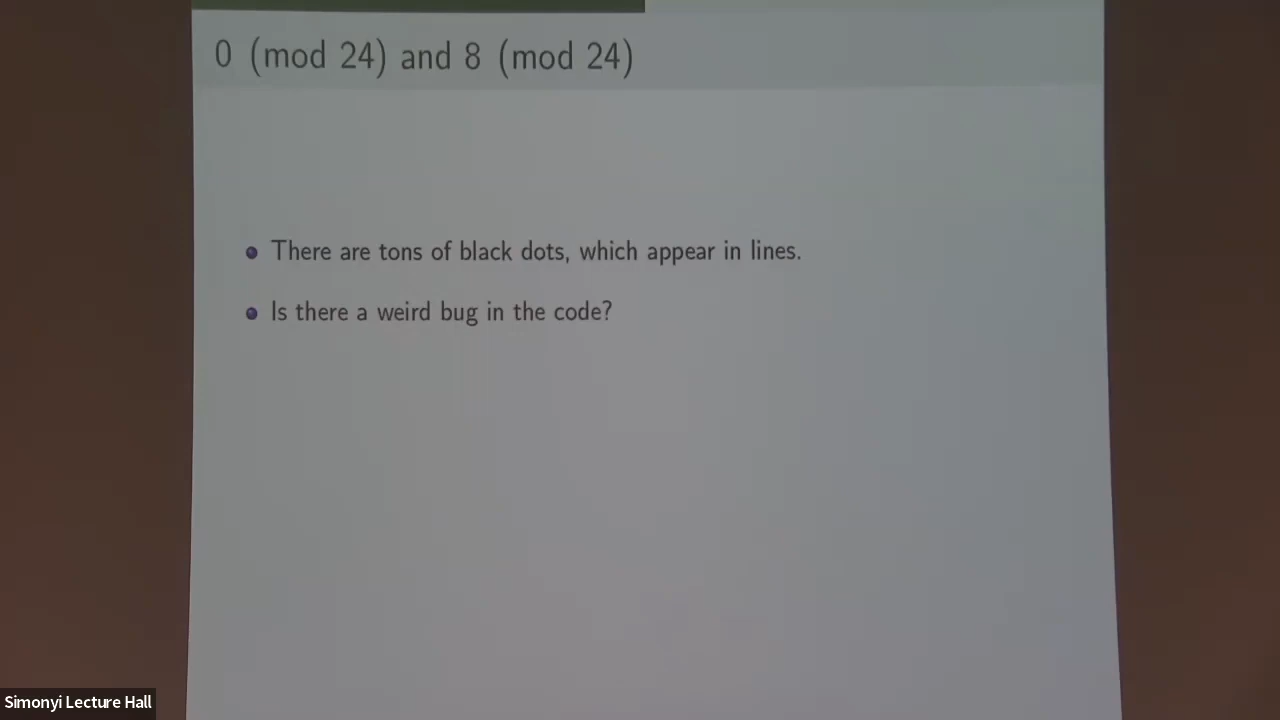 0 (mod 24) and 8 (mod 24)
There are tons of black dots, which appear in lines.
Is there a weird bug in the code?
Simonyi Lecture Hall